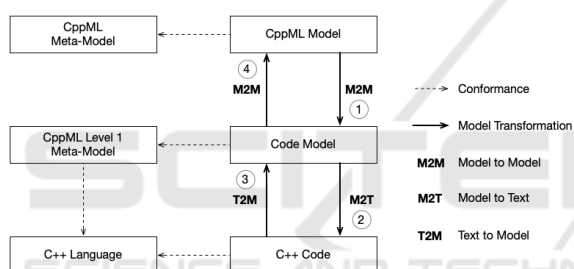 CppML
Meta-Model
CppML Model
4
M2M
M2M
1
Conformance
Model Transformation
CppML Level 1
Meta-Model
Code Model
M2M Model to Model
3
T2M
M2T
2
M2T Model to Text
T2M Text to Model
C++ Language
C++ Code